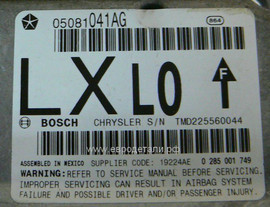 05081041AG 664
LX LO F
BOSCH CHRYSLER S/N TMD225560044
www.евродетали.рф
ASSEMBLED IN MEXICO SUPPLIER CODE: 19224AE 0 285 001 749
WARNING: REFER TO SERVICE MANUAL BEFORE SERVICING.
IMPROPER SERVICING CAN RESULT IN AIRBAG SYSTEM
FAILURE AND POSSIBLE DRIVER AND/OR PASSENGER INJURY.